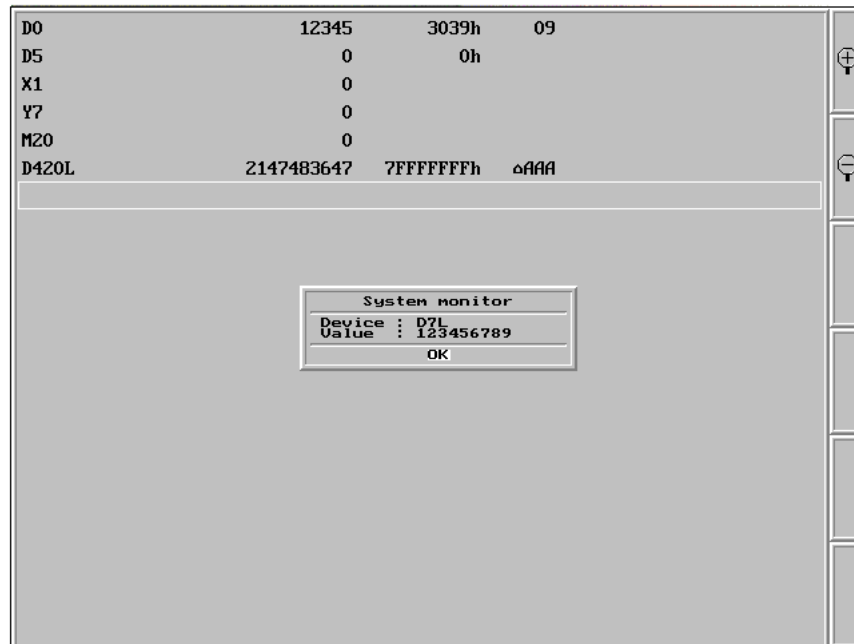 D0 12345 3039h 09
D5 0 0h
X1 0
Y7 0
M20 0
D420L 2147483647 7FFFFFFFh ⌂AAA
System monitor
Device : D7L
Value : 123456789
OK